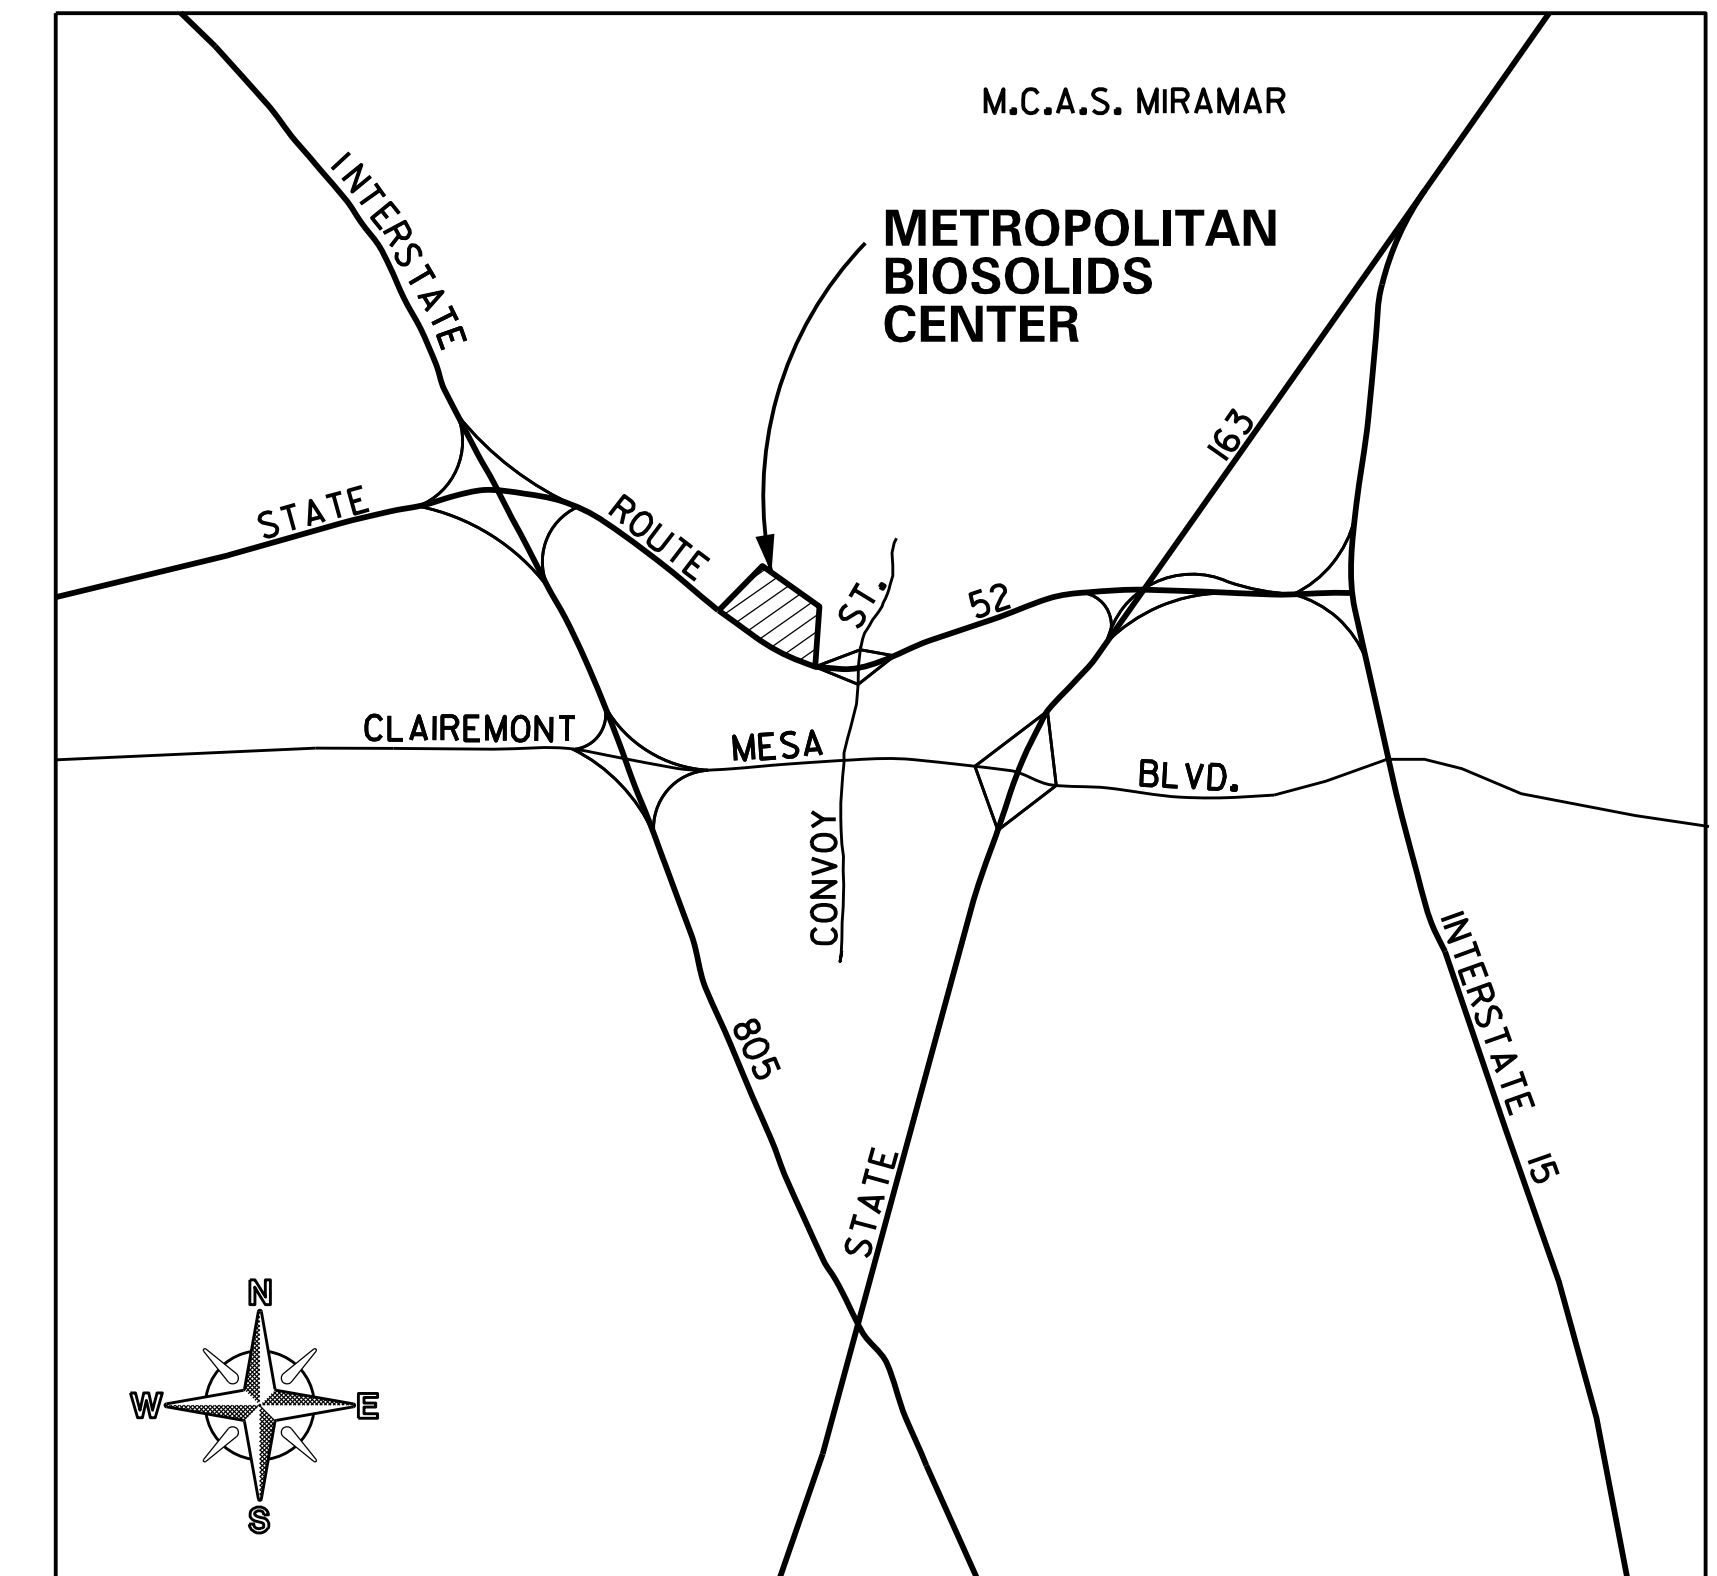 M.C.A.S. MIRAMAR
INTERSTATE
METROPOLITAN
BIOSOLIDS
CENTER
163
STATE
ROUTE
52
ST.
CLAIREMONT
MESA
BLVD.
CONVOY
INTERSTATE
15
805
STATE
N
W
E
S